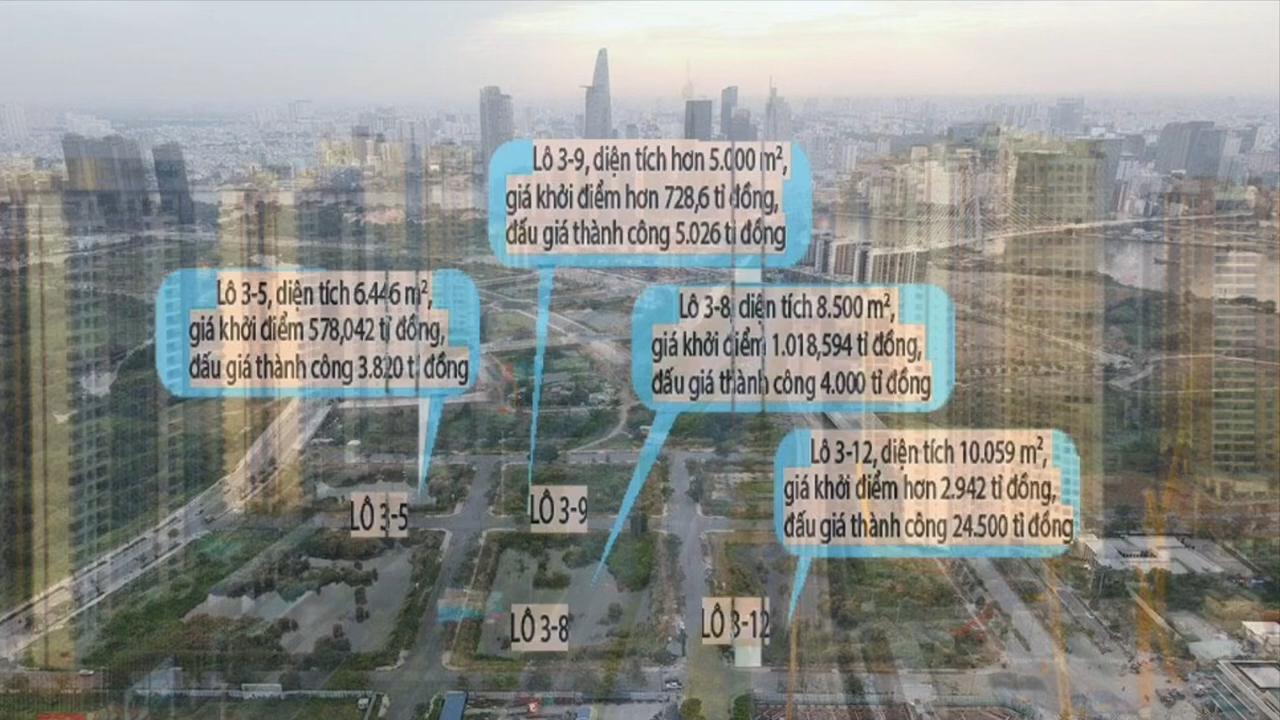 Lô 3-9, diện tích hơn 5.000 m²,
giá khởi điểm hơn 728,6 tỉ đồng,
đấu giá thành công 5.026 tỉ đồng
Lô 3-5, diện tích 6.446 m²,
giá khởi điểm 578,042 tỉ đồng,
đấu giá thành công 3.820 tỉ đồng
Lô 3-8, diện tích 8.500 m²,
giá khởi điểm 1.018,594 tỉ đồng,
đấu giá thành công 4.000 tỉ đồng
Lô 3-12, diện tích 10.059 m²,
giá khởi điểm hơn 2.942 tỉ đồng,
đấu giá thành công 24.500 tỉ đồng
LÔ 3-5
LÔ 3-9
LÔ 3-8
LÔ 3-12